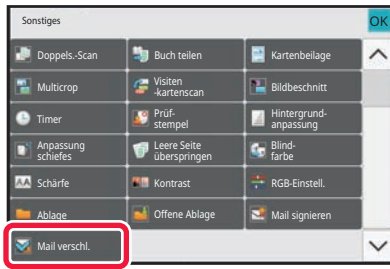 Sonstiges
OK
Doppels.-Scan
Buch teilen
Kartenbeilage
Multicrop
Visiten
-kartenscan
Bildbeschnitt
Timer
Prüf-
stempel
Hintergrund-
anpassung
Anpassung
schiefes
Leere Seite
überspringen
Blind-
farbe
Schärfe
Kontrast
RGB-Einstell.
Ablage
Offene Ablage
Mail signieren
Mail verschl.